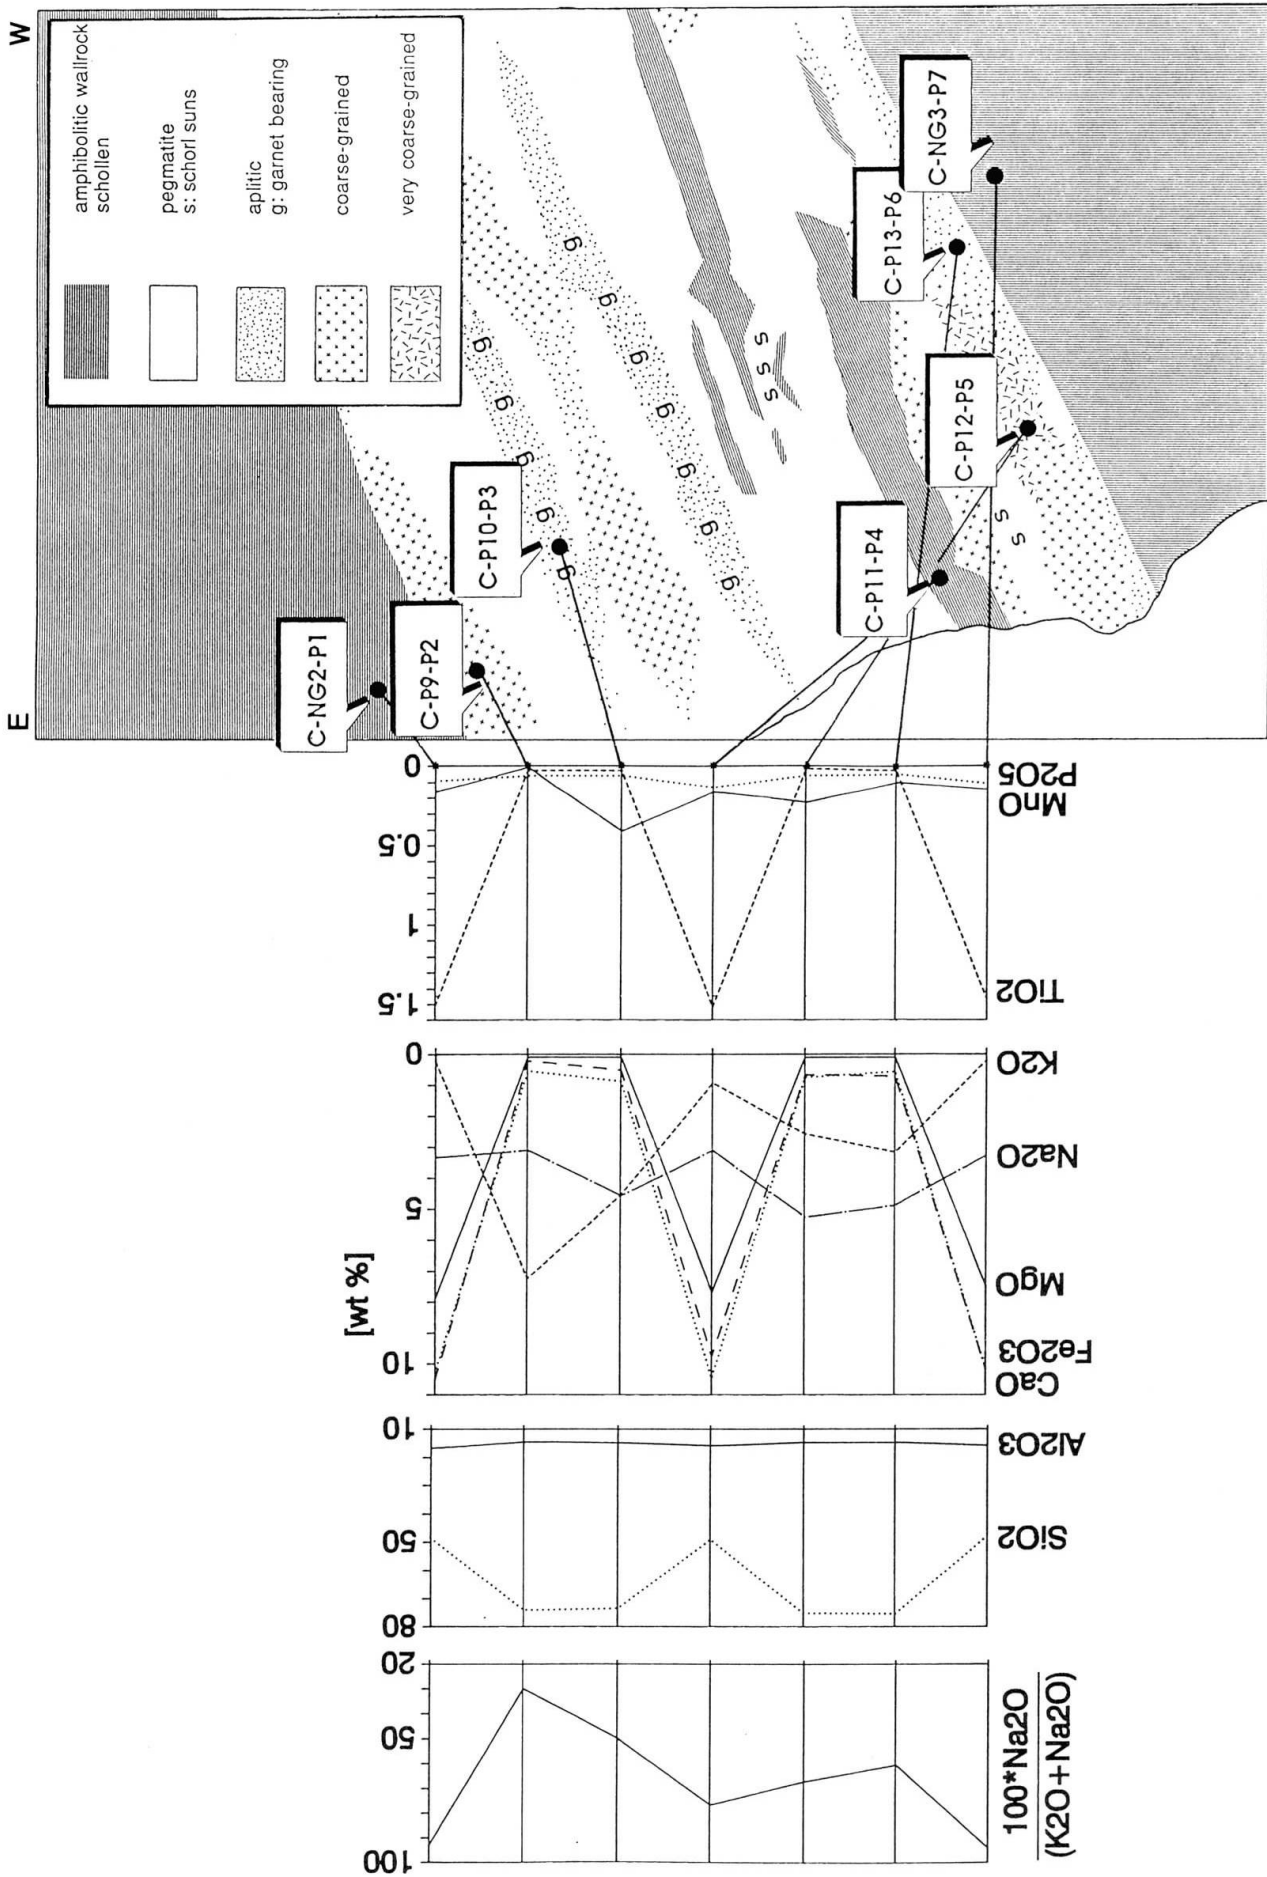 E
W
amphibolitic wallrock
schollen
pegmatite
s: schorl suns
aplitic
g: garnet bearing
coarse-grained
very coarse-grained
C-NG2-P1
C-P9-P2
C-P10-P3
C-P11-P4
C-P12-P5
C-P13-P6
C-NG3-P7
g
g
g
g
g
g
g
g
g
g
g
g
g
s
s
s
s
s
s
0
0.5
1
1.5
P2O5
MnO
TiO2
[wt %]
0
5
10
K2O
Na2O
MgO
Fe2O3
CaO
10
50
80
Al2O3
SiO2
20
50
100
100*Na2O
(K2O+Na2O)